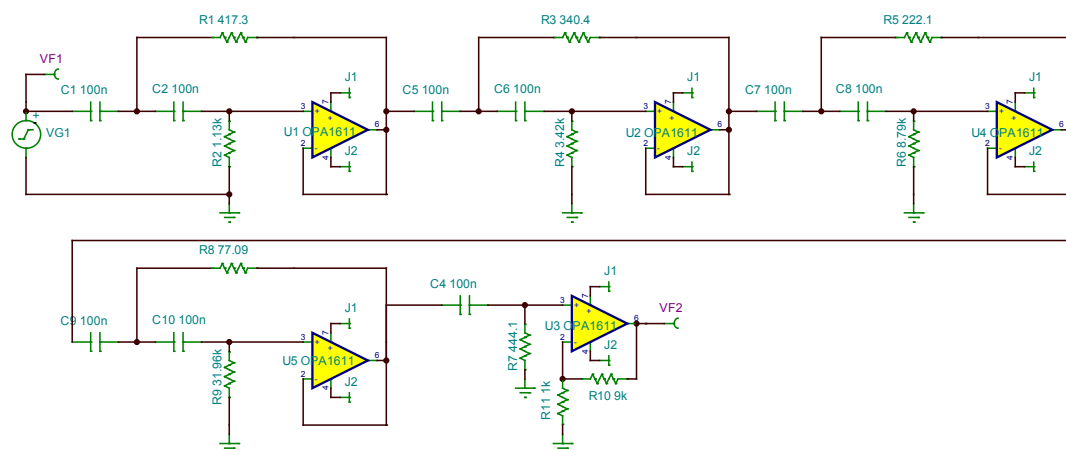 R1 417.3
R3 340.4
R5 222.1
VF1
C1 100n
C2 100n
J1
C5 100n
C6 100n
J1
C7 100n
C8 100n
J1
+
VG1
R2 1.13k
3
+
+
7
U1 OPA1611
6
2
-
4
J2
R4 3.42k
3
+
+
7
U2 OPA1611
6
2
-
4
J2
R6 8.79k
3
+
+
7
U4 OPA1611
6
2
-
4
J2
R8 77.09
C9 100n
C10 100n
J1
C4 100n
J1
R9 31.96k
3
+
+
7
U5 OPA1611
6
2
-
4
J2
R7 444.1
3
+
+
7
U3 OPA1611
6
VF2
2
-
4
J2
R10 9k
R11 1k